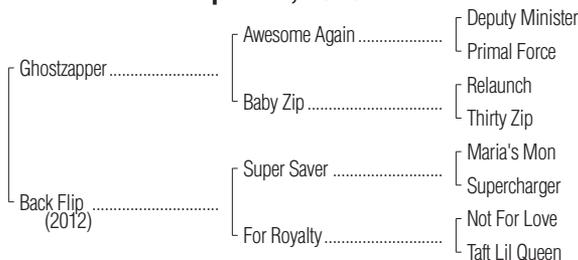 Deputy Minister
Awesome Again
Primal Force
Ghostzapper
Relaunch
Baby Zip
Thirty Zip
Maria's Mon
Super Saver
Supercharger
Back Flip
(2012)
Not For Love
For Royalty
Taft Lil Queen